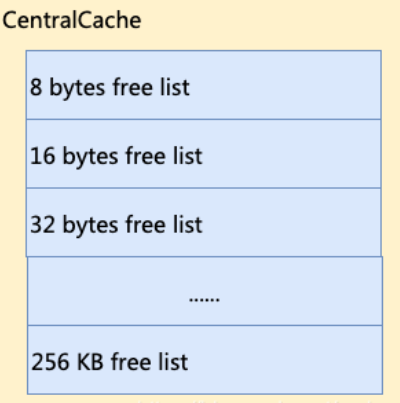 CentralCache
8 bytes free list
16 bytes free list
32 bytes free list
......
256 KB free list